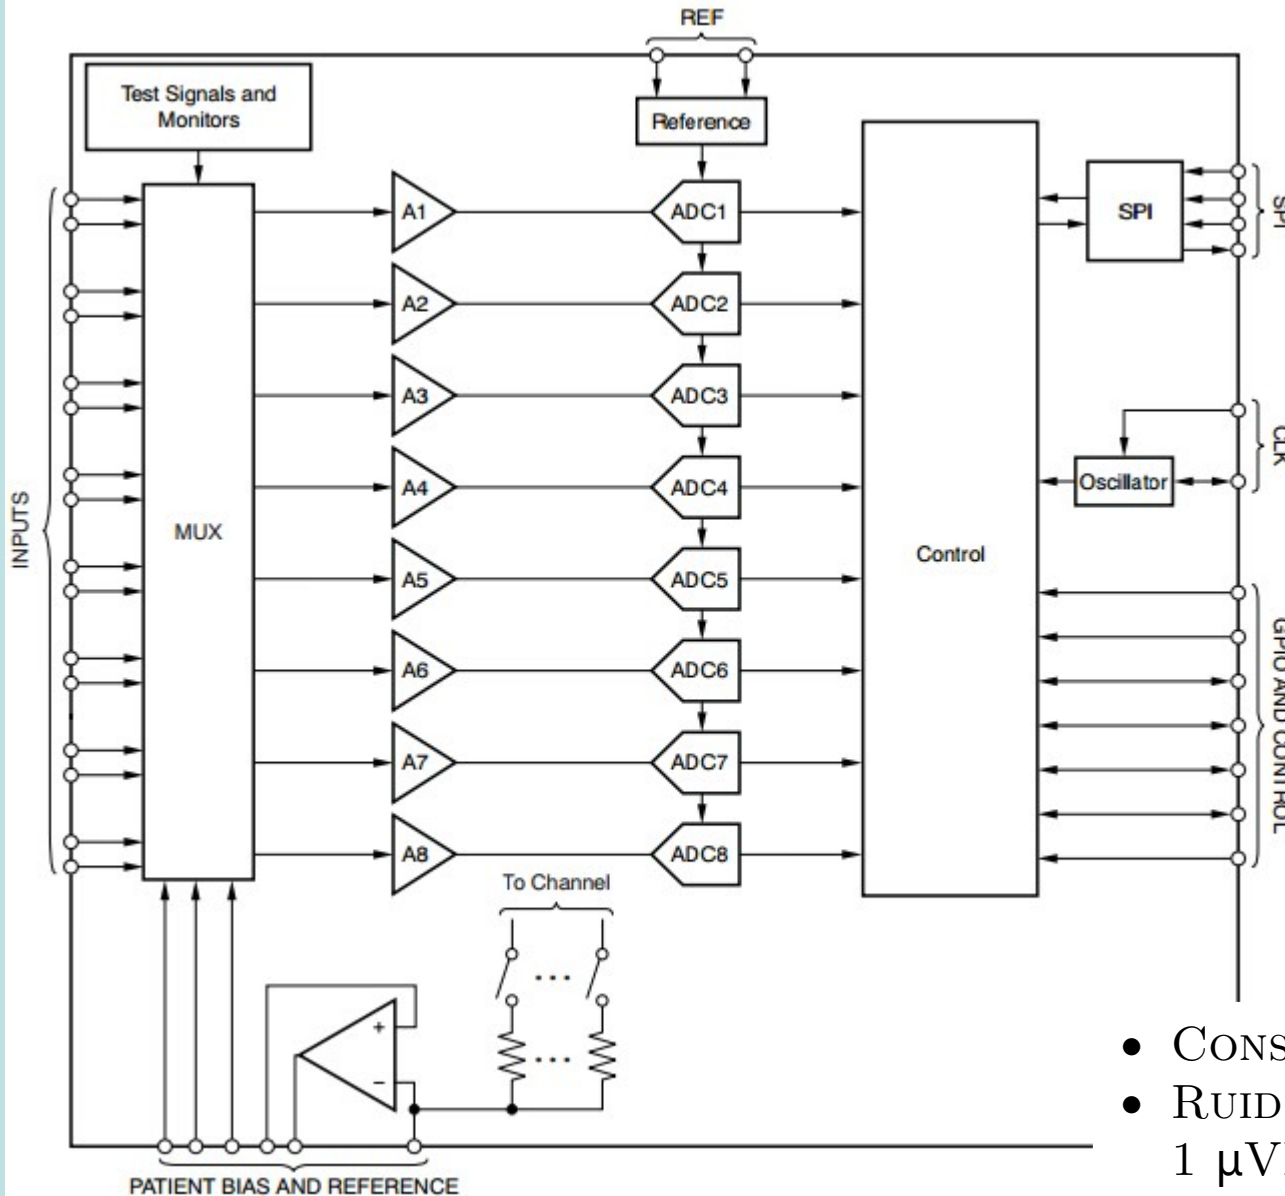 REF
Test Signals and
Monitors
Reference
INPUTS
MUX
A1
A2
A3
A4
A5
A6
A7
A8
ADC1
ADC2
ADC3
ADC4
ADC5
ADC6
ADC7
ADC8
Control
SPI
SPI
Oscillator
CLK
GPIO AND CONTROL
To Channel
+
−
PATIENT BIAS AND REFERENCE
• CONS
• RUID
1 μV